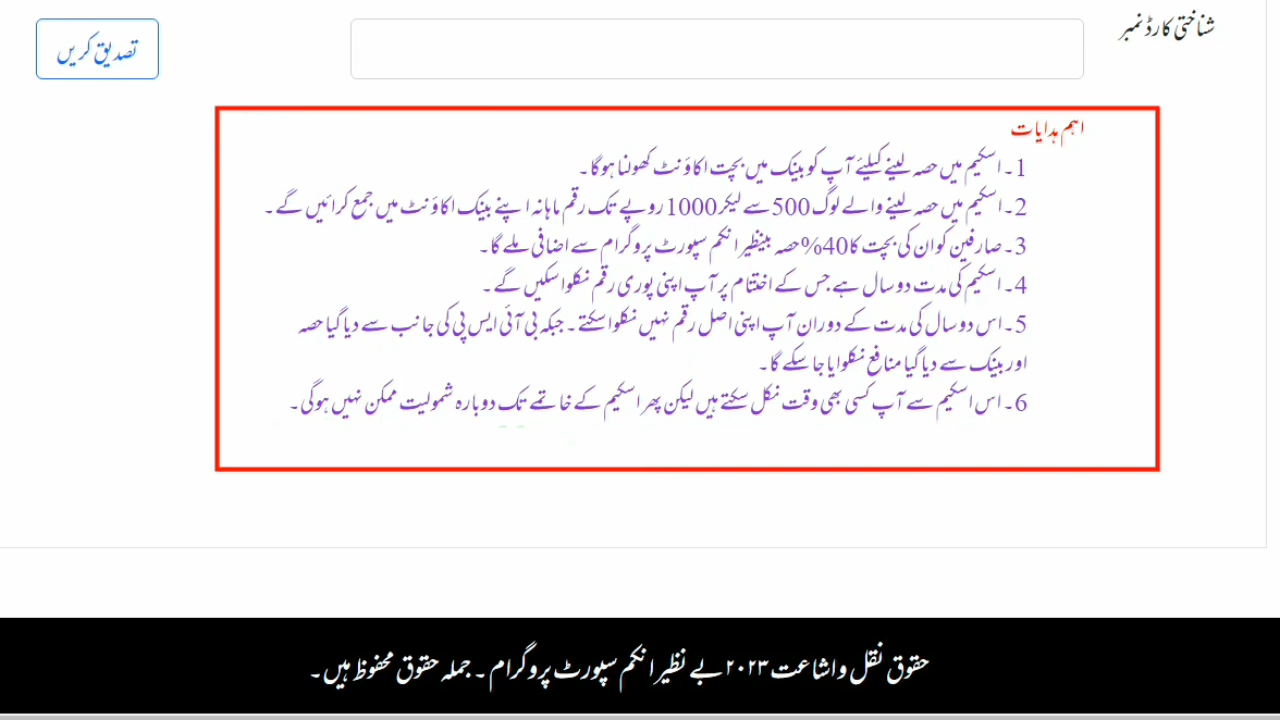 شناختی کارڈ نمبر
تصدیق کریں
اہم ہدایات
1۔ اسکیم میں حصہ لینے کیلئے آپ کو بینک میں بچت اکاؤنٹ کھولنا ہوگا۔
2۔ اسکیم میں حصہ لینے والے لوگ 500 سے لیکر 1000 روپے تک رقم ماہانہ اپنے بینک اکاؤنٹ میں جمع کرائیں گے۔
3۔ صارفین کو ان کی بچت کا 40% حصہ بینظیر انکم سپورٹ پروگرام سے اضافی ملے گا۔
4۔ اسکیم کی مدت دو سال ہے جس کے اختتام پر آپ اپنی پوری رقم نکلوا سکیں گے۔
5۔ اس دو سال کی مدت کے دوران آپ اپنی اصل رقم نہیں نکلوا سکتے۔ جبکہ بی آئی ایس پی کی جانب سے دیا گیا حصہ
اور بینک سے دیا گیا منافع نکلوایا جا سکے گا۔
6۔ اس اسکیم سے آپ کسی بھی وقت نکل سکتے ہیں لیکن پھر اسکیم کے خاتمے تک دوبارہ شمولیت ممکن نہیں ہوگی۔
حقوق نقل و اشاعت ۲۰۲۳ بے نظیر انکم سپورٹ پروگرام ۔ جملہ حقوق محفوظ ہیں۔